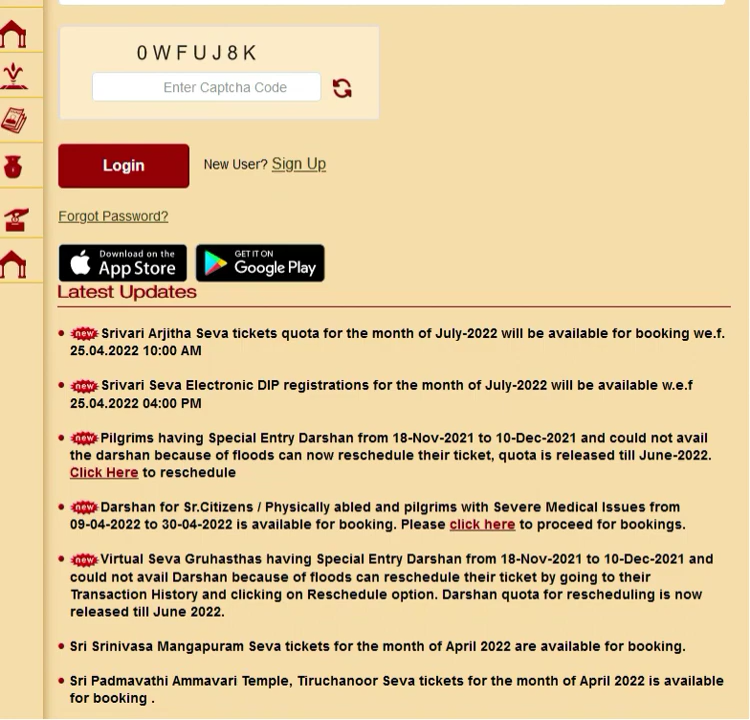 0WFUJ8K
Enter Captcha Code
Login
New User? Sign Up
Forgot Password?
Download on the
App Store
GET IT ON
Google Play
Latest Updates
new Srivari Arjitha Seva tickets quota for the month of July-2022 will be available for booking we.f.
25.04.2022 10:00 AM
new Srivari Seva Electronic DIP registrations for the month of July-2022 will be available w.e.f
25.04.2022 04:00 PM
new Pilgrims having Special Entry Darshan from 18-Nov-2021 to 10-Dec-2021 and could not avail
the darshan because of floods can now reschedule their ticket, quota is released till June-2022.
Click Here to reschedule
new Darshan for Sr.Citizens / Physically abled and pilgrims with Severe Medical Issues from
09-04-2022 to 30-04-2022 is available for booking. Please click here to proceed for bookings.
new Virtual Seva Gruhasthas having Special Entry Darshan from 18-Nov-2021 to 10-Dec-2021 and
could not avail Darshan because of floods can reschedule their ticket by going to their
Transaction History and clicking on Reschedule option. Darshan quota for rescheduling is now
released till June 2022.
Sri Srinivasa Mangapuram Seva tickets for the month of April 2022 are available for booking.
Sri Padmavathi Ammavari Temple, Tiruchanoor Seva tickets for the month of April 2022 is available
for booking .